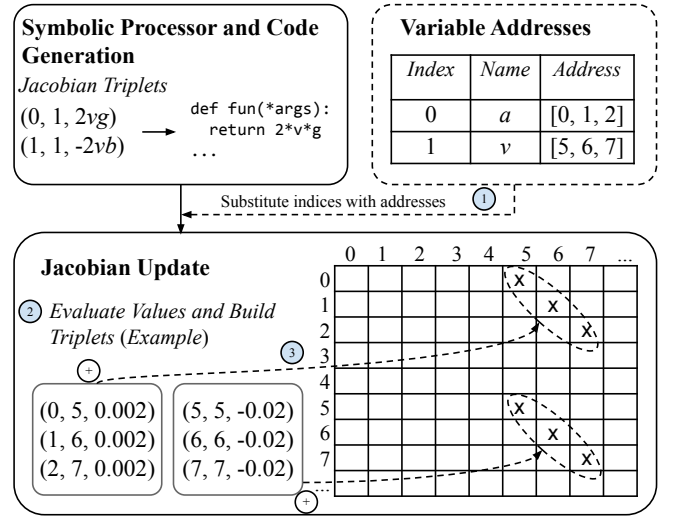 Symbolic Processor and Code
Generation
Jacobian Triplets
(0, 1, 2vg)
(1, 1, -2vb)
def fun(*args):
return 2*v*g
...
Variable Addresses
Index Name Address
0 a [0, 1, 2]
1 v [5, 6, 7]
Substitute indices with addresses
1
Jacobian Update
2 Evaluate Values and Build
Triplets (Example)
3
+
(0, 5, 0.002)
(1, 6, 0.002)
(2, 7, 0.002)
(5, 5, -0.02)
(6, 6, -0.02)
(7, 7, -0.02)
+
0 1 2 3 4 5 6 7 ...
0 x
1 x
2 x
3
4
5 x
6 x
7 x
...